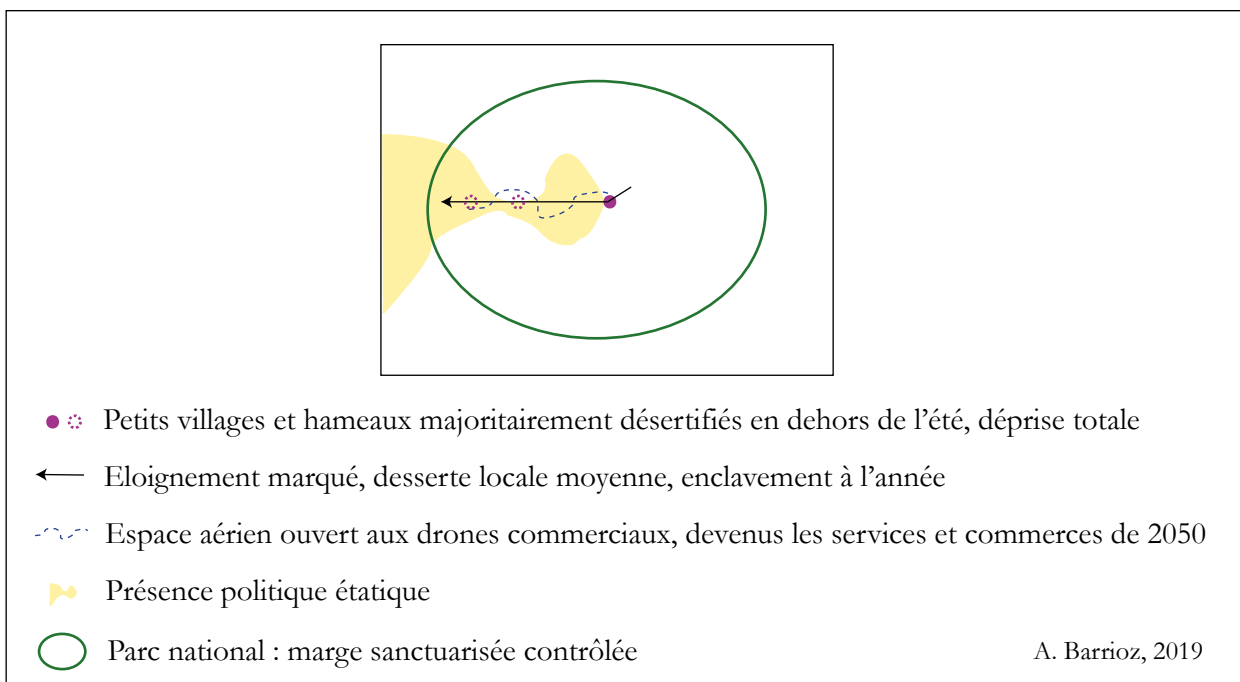 Petits villages et hameaux majoritairement désertifiés en dehors de l’été, déprise totale
Eloignement marqué, desserte locale moyenne, enclavement à l’année
Espace aérien ouvert aux drones commerciaux, devenus les services et commerces de 2050
Présence politique étatique
Parc national : marge sanctuarisée contrôlée
A. Barrioz, 2019